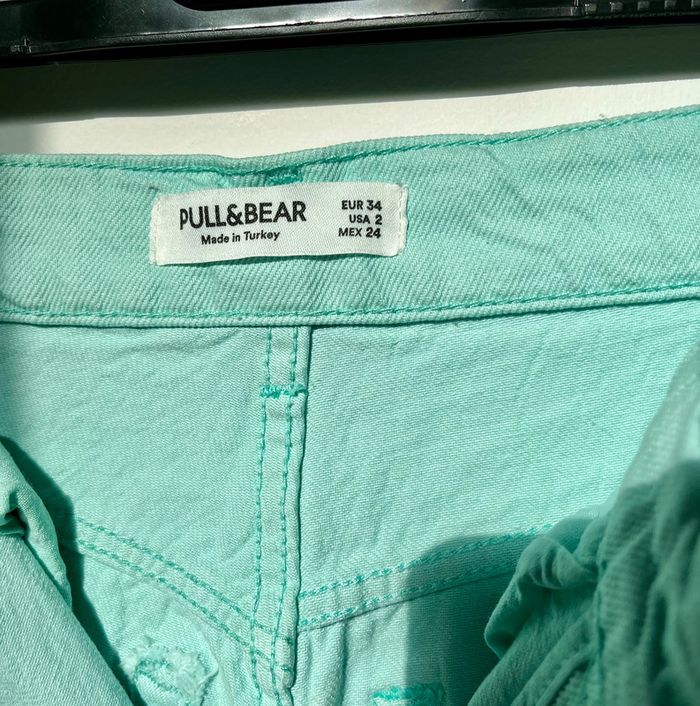 PULL&BEAR
Made in Turkey
EUR 34
USA 2
MEX 24